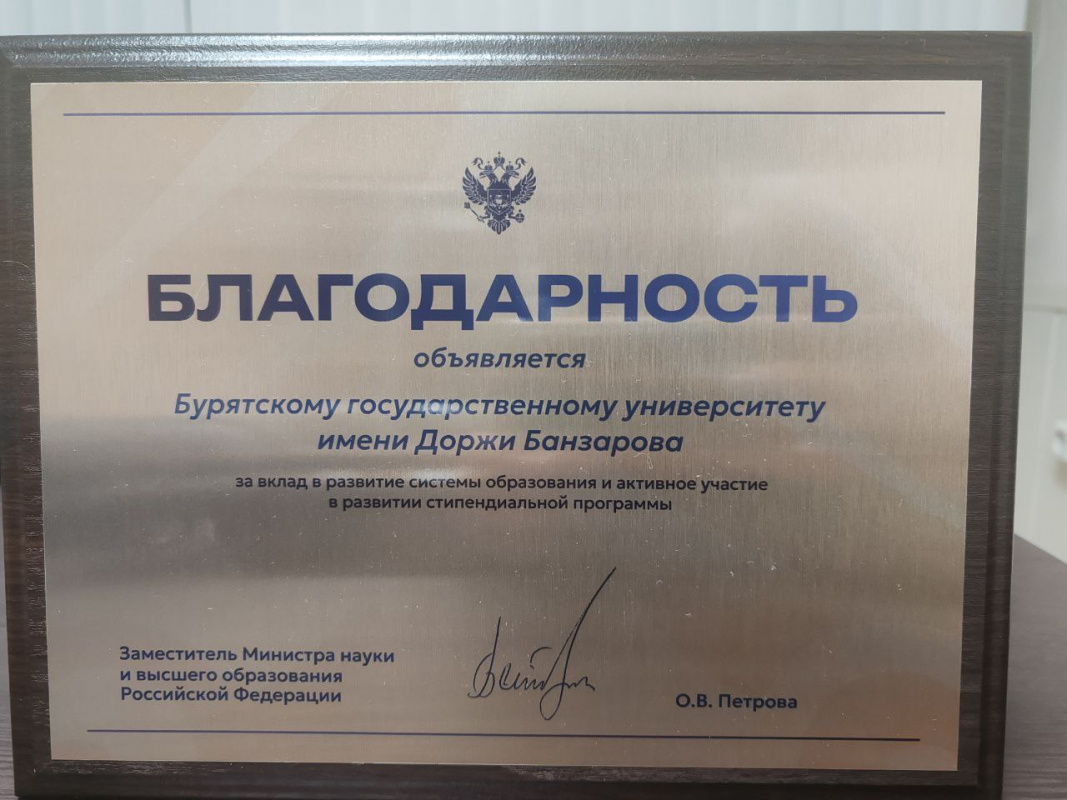 БЛАГОДАРНОСТЬ
объявляется
Бурятскому государственному университету
имени Доржи Банзарова
за вклад в развитие системы образования и активное участие
в развитии стипендиальной программы
Заместитель Министра науки
и высшего образования
Российской Федерации
О.В. Петрова